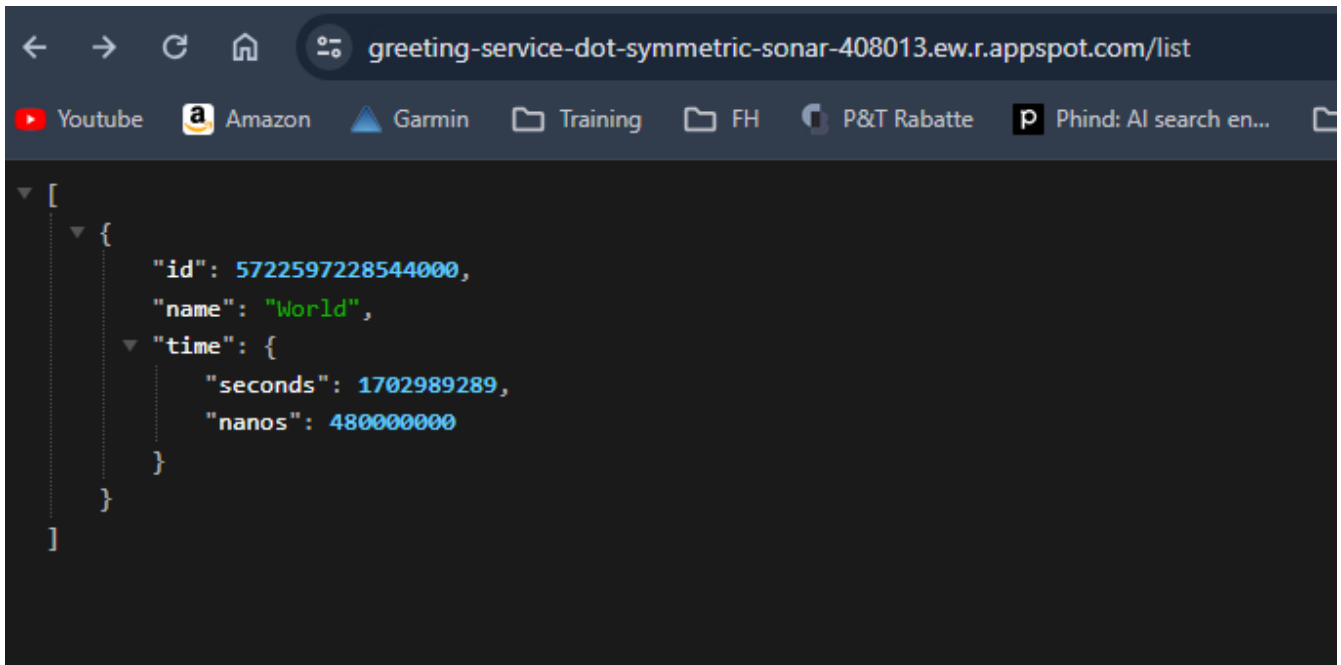 greeting-service-dot-symmetric-sonar-408013.ew.r.appspot.com/list
Youtube Amazon Garmin Training FH P&T Rabatte Phind: AI search en...
[
{
"id": 5722597228544000,
"name": "World",
"time": {
"seconds": 1702989289,
"nanos": 480000000
}
}
]